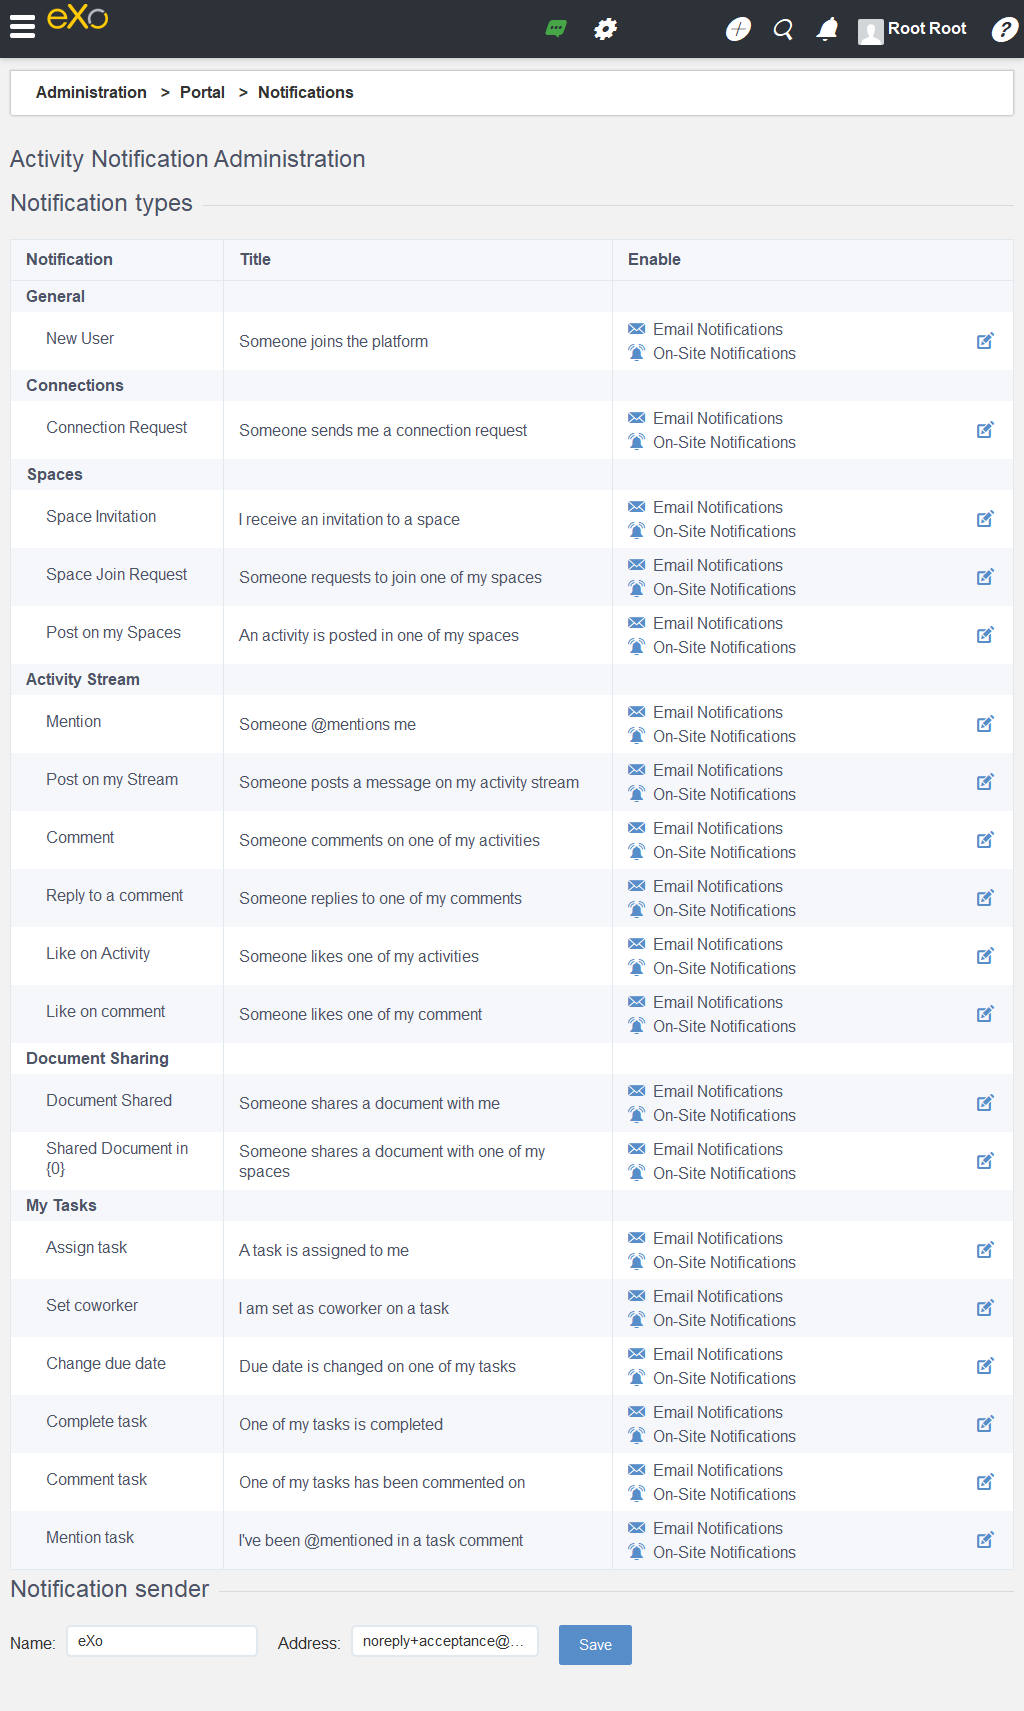 eXo
Root Root
?
Administration > Portal > Notifications
Activity Notification Administration
Notification types
Notification Title Enable
General
New User Someone joins the platform Email Notifications
On-Site Notifications
Connections
Connection Request Someone sends me a connection request Email Notifications
On-Site Notifications
Spaces
Space Invitation I receive an invitation to a space Email Notifications
On-Site Notifications
Space Join Request Someone requests to join one of my spaces Email Notifications
On-Site Notifications
Post on my Spaces An activity is posted in one of my spaces Email Notifications
On-Site Notifications
Activity Stream
Mention Someone @mentions me Email Notifications
On-Site Notifications
Post on my Stream Someone posts a message on my activity stream Email Notifications
On-Site Notifications
Comment Someone comments on one of my activities Email Notifications
On-Site Notifications
Reply to a comment Someone replies to one of my comments Email Notifications
On-Site Notifications
Like on Activity Someone likes one of my activities Email Notifications
On-Site Notifications
Like on comment Someone likes one of my comment Email Notifications
On-Site Notifications
Document Sharing
Document Shared Someone shares a document with me Email Notifications
On-Site Notifications
Shared Document in Someone shares a document with one of my Email Notifications
{0} spaces On-Site Notifications
My Tasks
Assign task A task is assigned to me Email Notifications
On-Site Notifications
Set coworker I am set as coworker on a task Email Notifications
On-Site Notifications
Change due date Due date is changed on one of my tasks Email Notifications
On-Site Notifications
Complete task One of my tasks is completed Email Notifications
On-Site Notifications
Comment task One of my tasks has been commented on Email Notifications
On-Site Notifications
Mention task I've been @mentioned in a task comment Email Notifications
On-Site Notifications
Notification sender
Name: eXo Address: noreply+acceptance@... Save